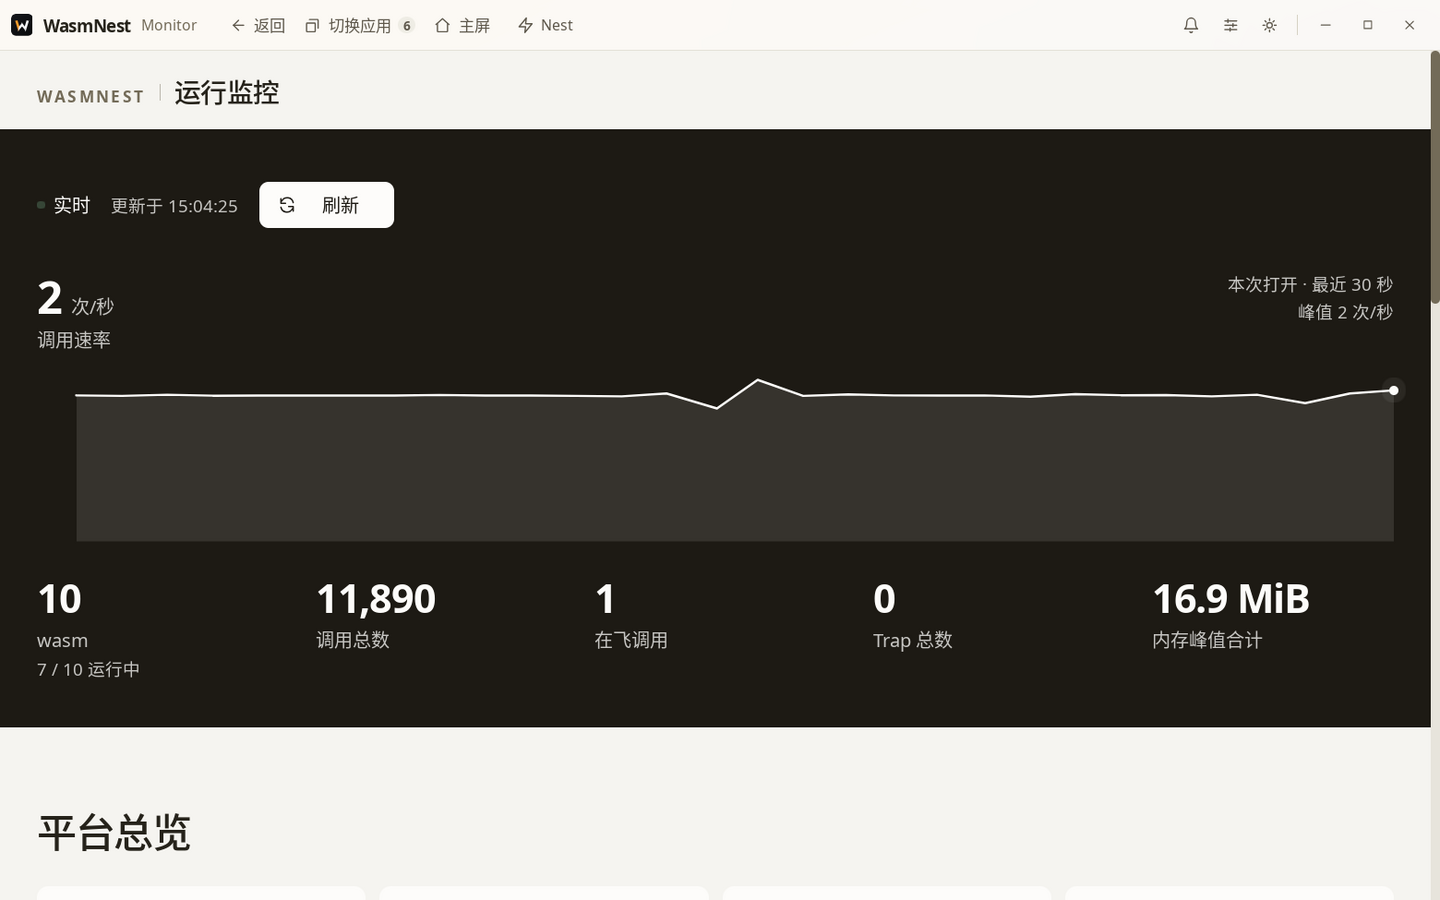 WasmNest Monitor 返回 切换应用 6 主屏 Nest
WASMNEST 运行监控
实时 更新于 15:04:25 刷新
2 次/秒
调用速率
本次打开 · 最近 30 秒
峰值 2 次/秒
10
wasm
7 / 10 运行中
11,890
调用总数
1
在飞调用
0
Trap 总数
16.9 MiB
内存峰值合计
平台总览